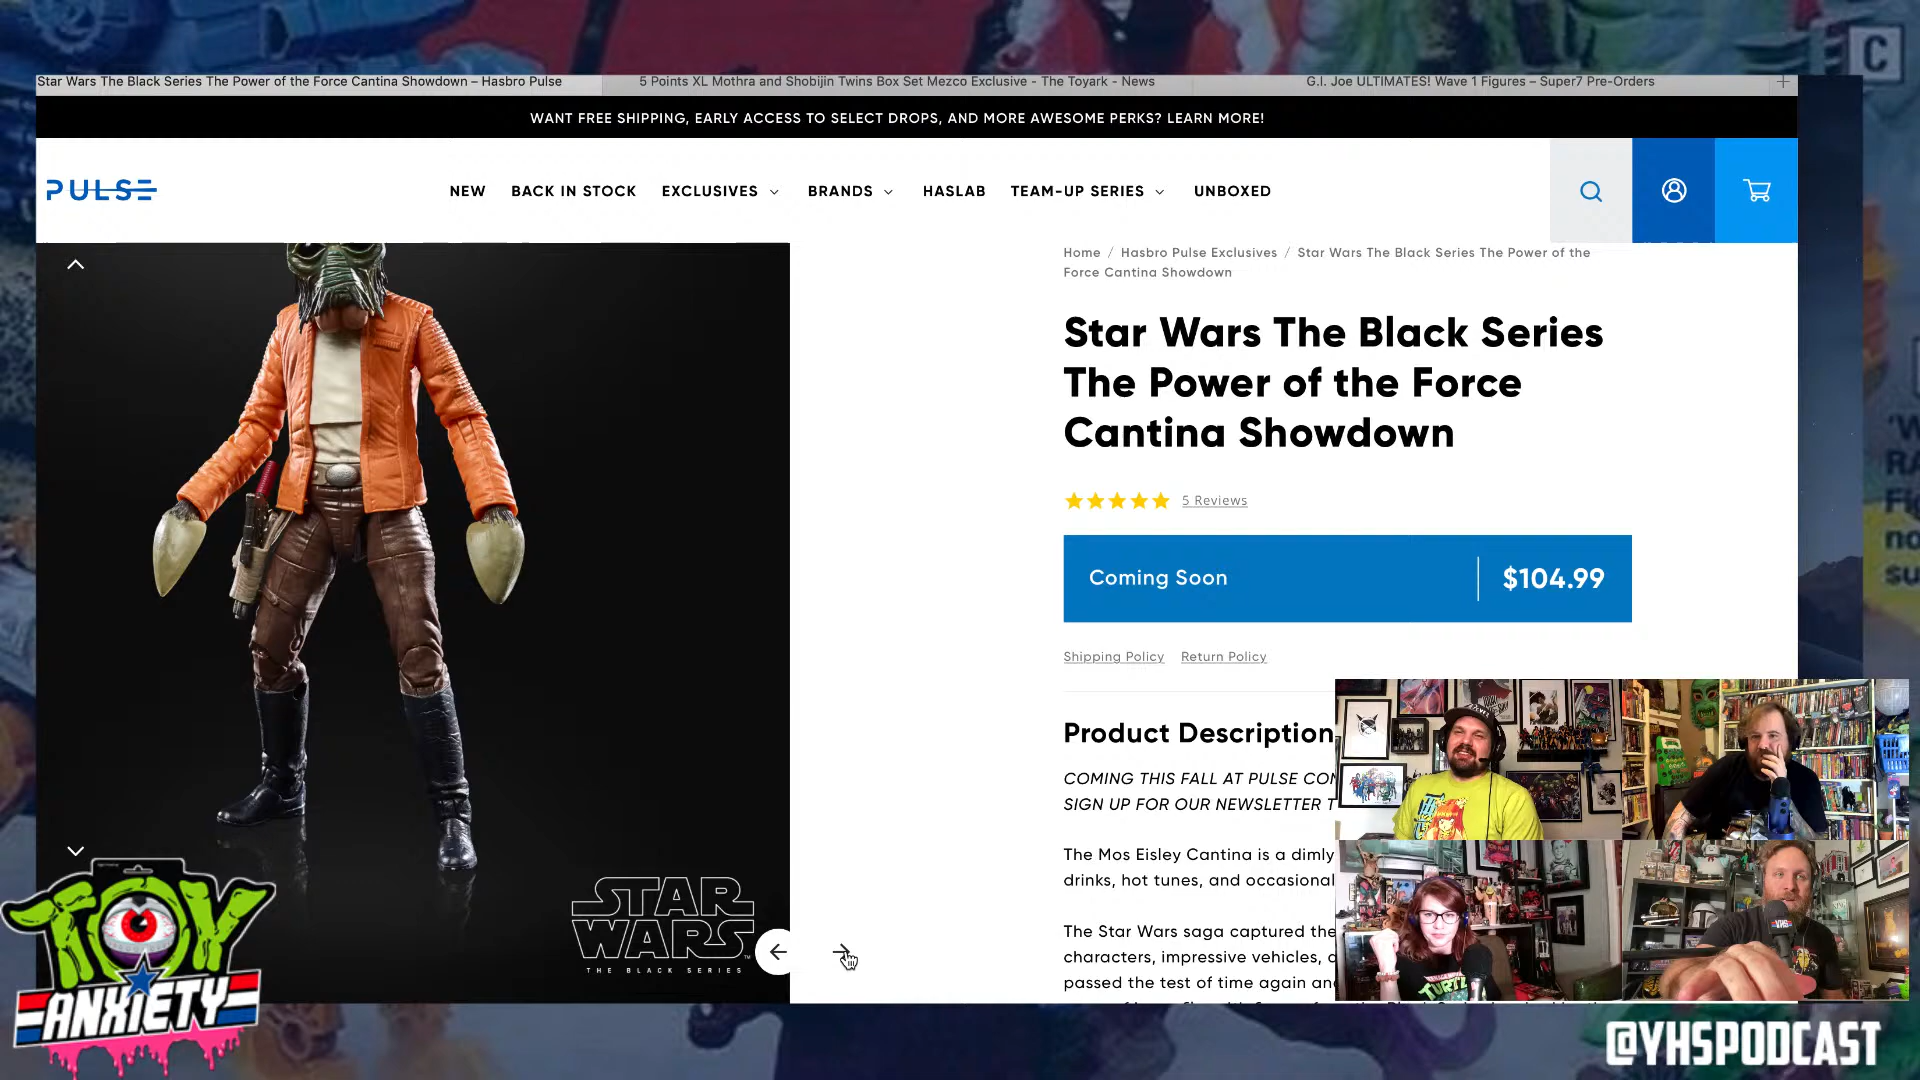 Star Wars The Black Series The Power of the Force Cantina Showdown – Hasbro Pulse
5 Points XL Mothra and Shobijin Twins Box Set Mezco Exclusive - The Toyark - News
G.I. Joe ULTIMATES! Wave 1 Figures – Super7 Pre-Orders
WANT FREE SHIPPING, EARLY ACCESS TO SELECT DROPS, AND MORE AWESOME PERKS? LEARN MORE!
PULSE
NEW
BACK IN STOCK
EXCLUSIVES
BRANDS
HASLAB
TEAM-UP SERIES
UNBOXED
Home / Hasbro Pulse Exclusives / Star Wars The Black Series The Power of the
Force Cantina Showdown
Star Wars The Black Series
The Power of the Force
Cantina Showdown
5 Reviews
Coming Soon
$104.99
Shipping Policy
Return Policy
Product Description
COMING THIS FALL AT PULSE
SIGN UP FOR OUR NEWSLETTER
The Mos Eisley Cantina is a dimly
drinks, hot tunes, and occasional
The Star Wars saga captured the
characters, impressive vehicles,
passed the test of time again
STAR
WARS
THE BLACK SERIES
TOY
ANXIETY
@YHSPODCAST